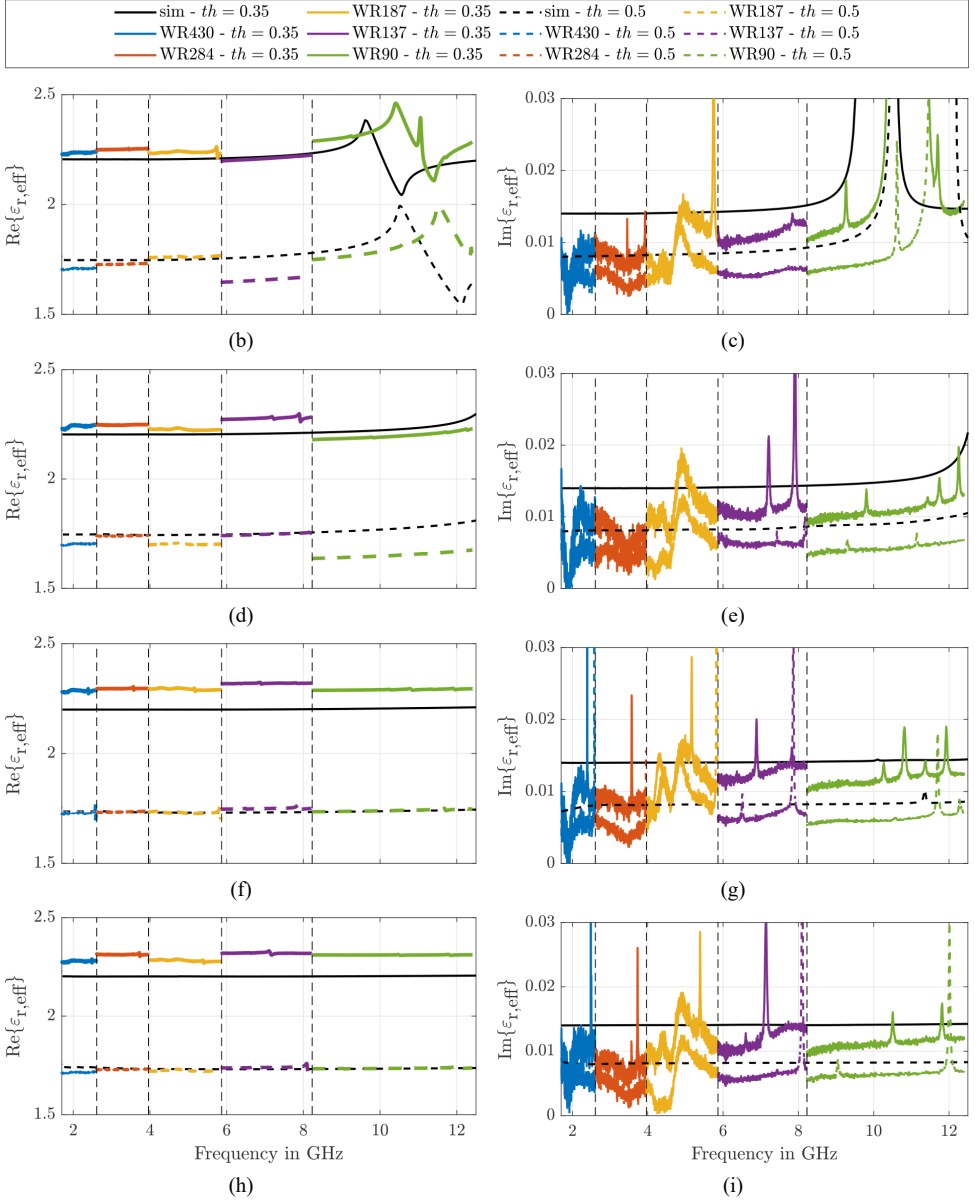 sim - th = 0.35 WR187 - th = 0.35 sim - th = 0.5 WR187 - th = 0.5
WR430 - th = 0.35 WR137 - th = 0.35 WR430 - th = 0.5 WR137 - th = 0.5
WR284 - th = 0.35 WR90 - th = 0.35 WR284 - th = 0.5 WR90 - th = 0.5
2.5
2
1.5
Re{εr,eff}
(b)
0.03
0.02
0.01
0
Im{εr,eff}
(c)
2.5
2
1.5
Re{εr,eff}
(d)
0.03
0.02
0.01
0
Im{εr,eff}
(e)
2.5
2
1.5
Re{εr,eff}
(f)
0.03
0.02
0.01
0
Im{εr,eff}
(g)
2.5
2
1.5
Re{εr,eff}
2 4 6 8 10 12
Frequency in GHz
(h)
0.03
0.02
0.01
0
Im{εr,eff}
2 4 6 8 10 12
Frequency in GHz
(i)